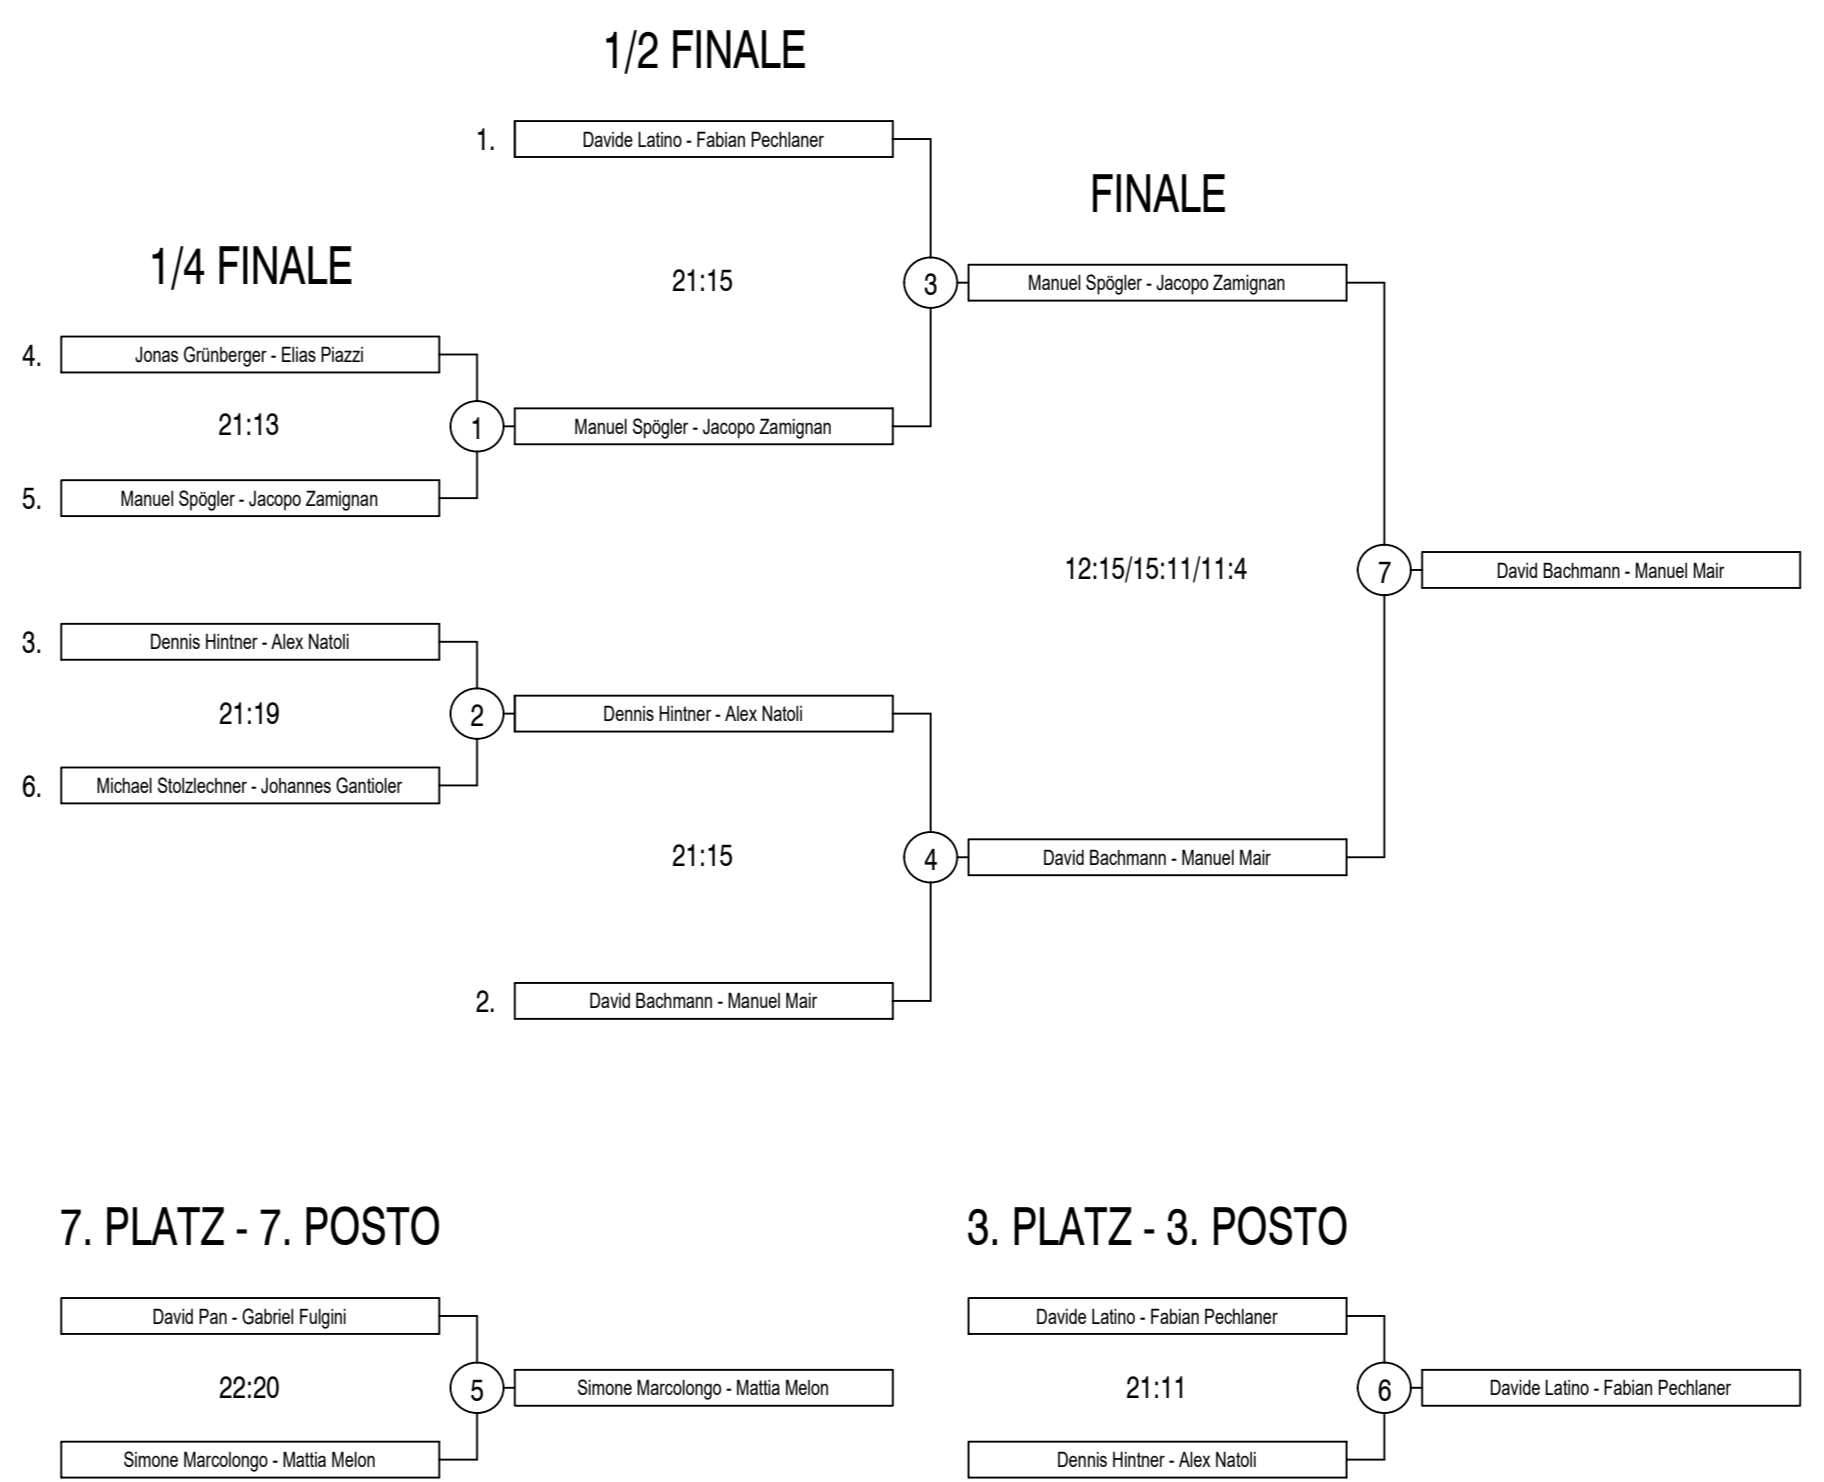 1/2 FINALE
1. Davide Latino - Fabian Pechlaner
FINALE
1/4 FINALE
21:15 3 Manuel Spögler - Jacopo Zamignan
4. Jonas Grünberger - Elias Piazzi
21:13 1 Manuel Spögler - Jacopo Zamignan
5. Manuel Spögler - Jacopo Zamignan
12:15/15:11/11:4 7 David Bachmann - Manuel Mair
3. Dennis Hintner - Alex Natoli
21:19 2 Dennis Hintner - Alex Natoli
6. Michael Stolzlechner - Johannes Gantioler
21:15 4 David Bachmann - Manuel Mair
2. David Bachmann - Manuel Mair
7. PLATZ - 7. POSTO 3. PLATZ - 3. POSTO
David Pan - Gabriel Fulgini Davide Latino - Fabian Pechlaner
22:20 5 Simone Marcolongo - Mattia Melon 21:11 6 Davide Latino - Fabian Pechlaner
Simone Marcolongo - Mattia Melon Dennis Hintner - Alex Natoli